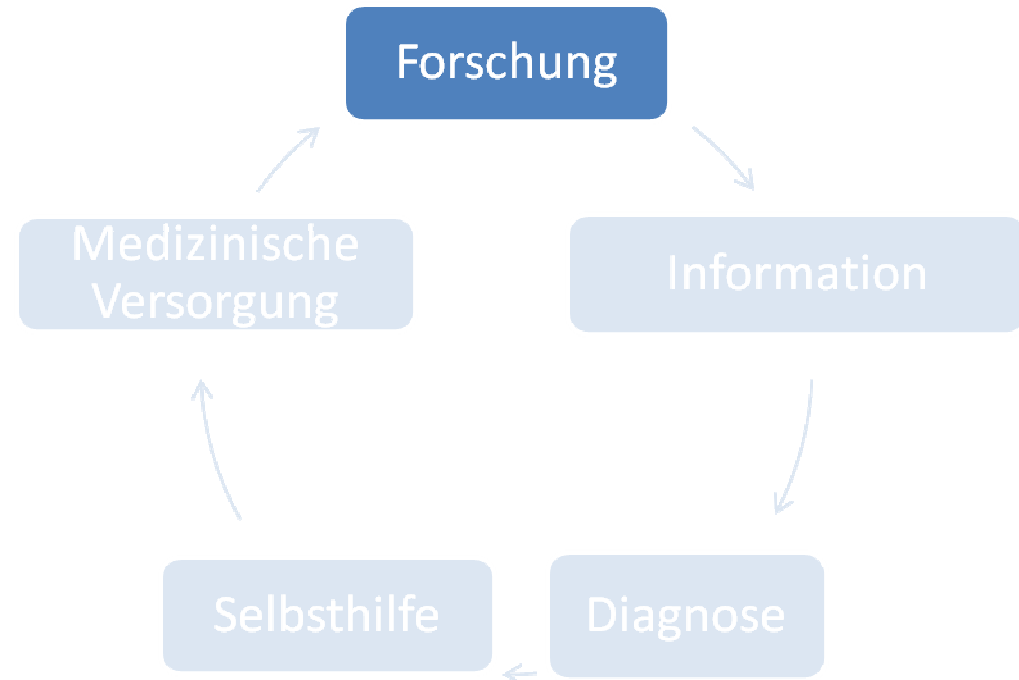 Forschung
Information
Diagnose
Selbsthilfe
Medizinische
Versorgung